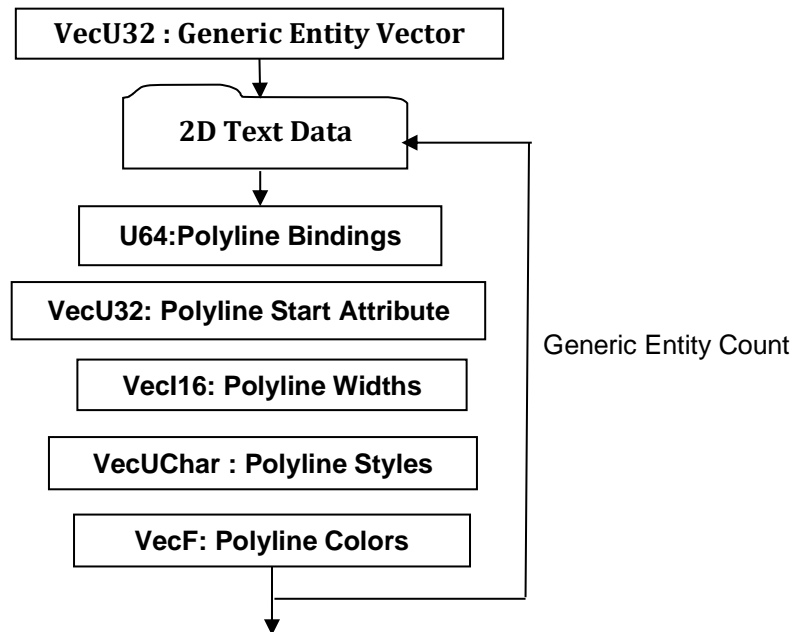 VecU32 : Generic Entity Vector
2D Text Data
U64:Polyline Bindings
VecU32: Polyline Start Attribute
Generic Entity Count
VecI16: Polyline Widths
VecUChar : Polyline Styles
VecF: Polyline Colors